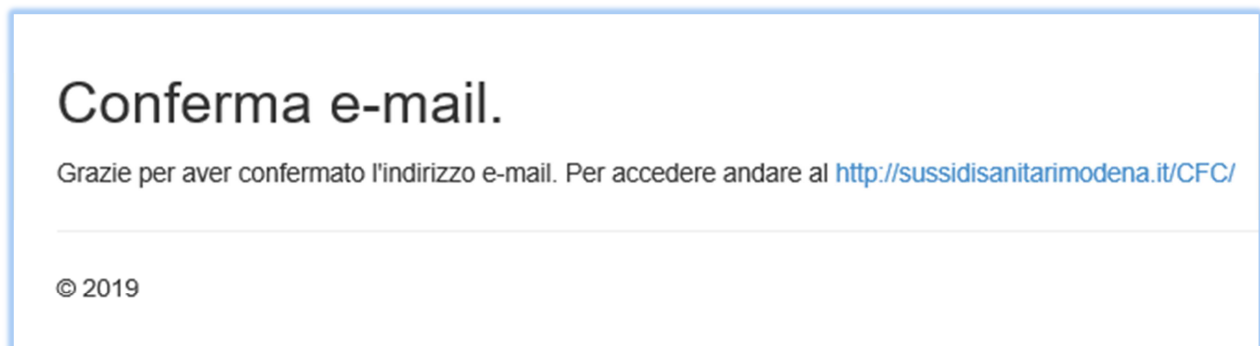 Conferma e-mail.
Grazie per aver confermato l'indirizzo e-mail. Per accedere andare al http://sussidisanitarimodena.it/CFC/
© 2019